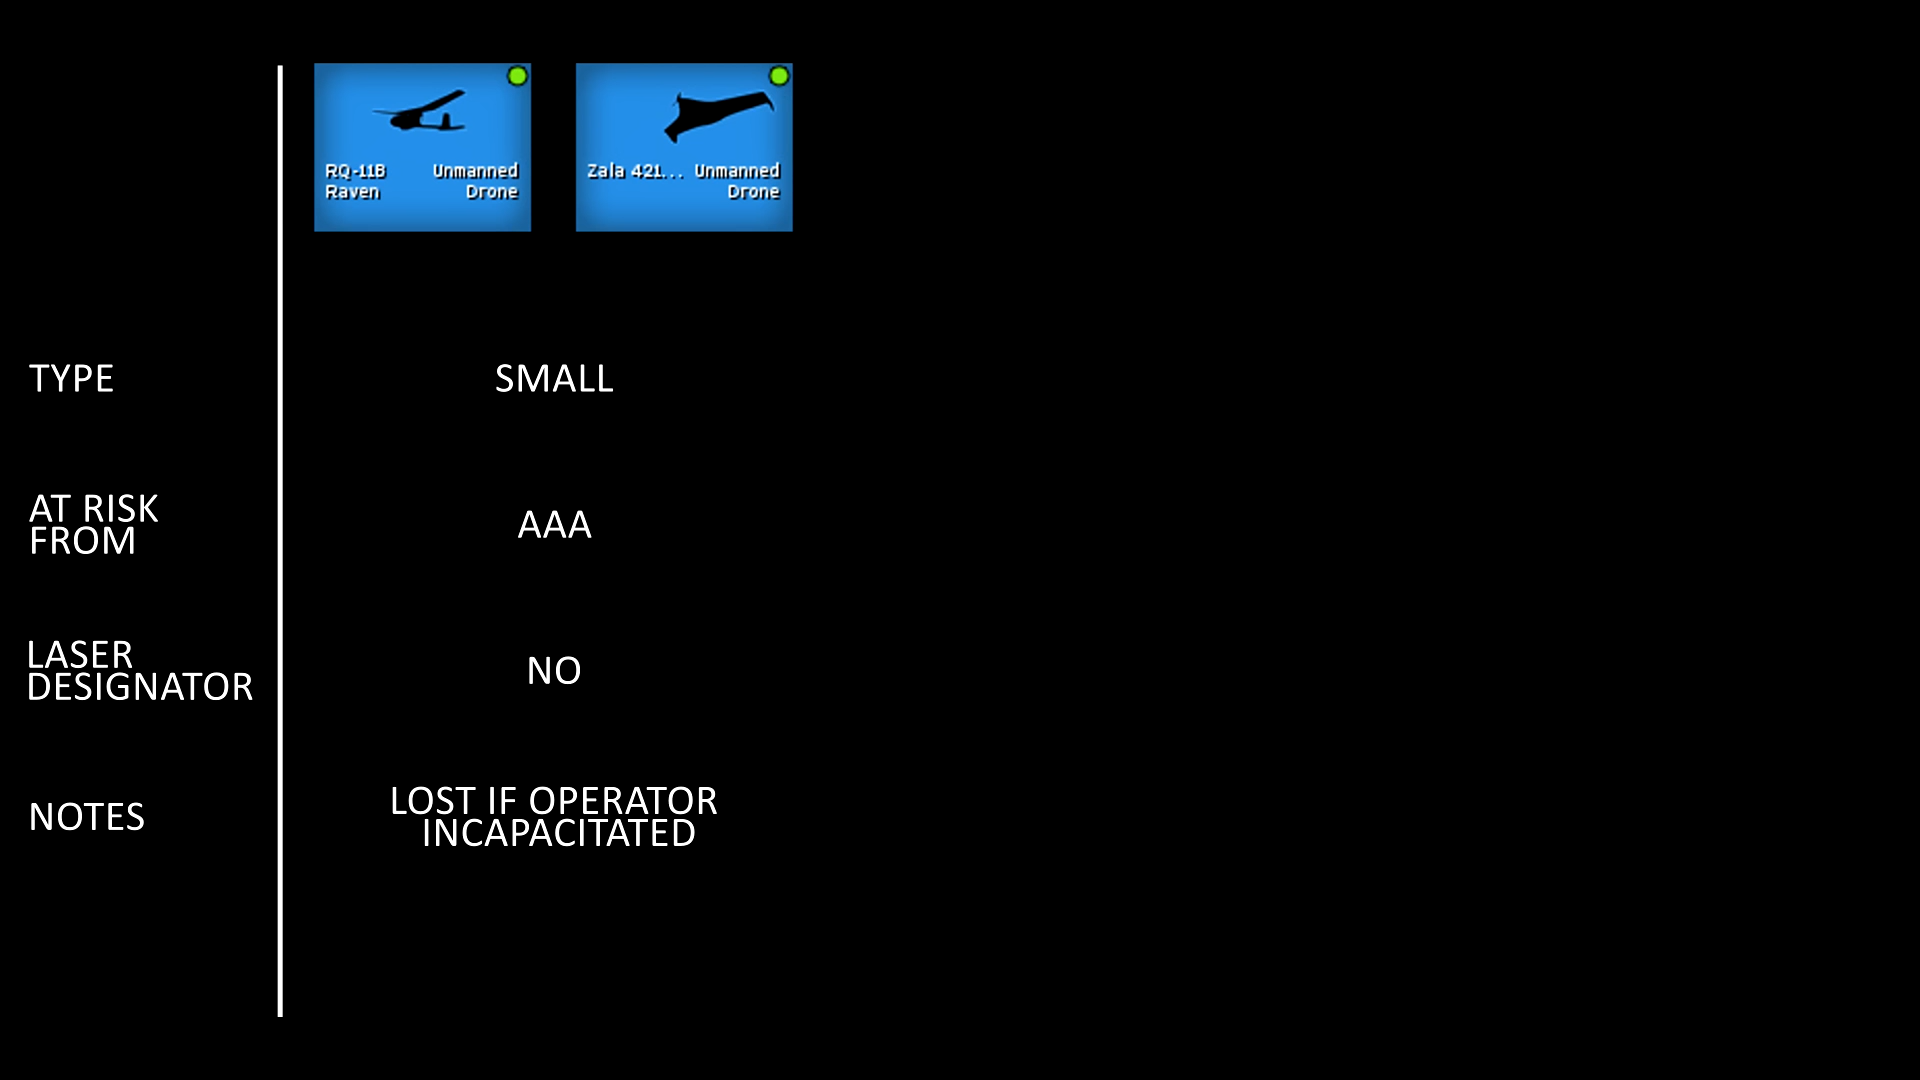 RQ-11B Unmanned
Raven Drone
Zala 421... Unmanned
Drone
TYPE
SMALL
AT RISK
FROM
AAA
LASER
DESIGNATOR
NO
NOTES
LOST IF OPERATOR
INCAPACITATED